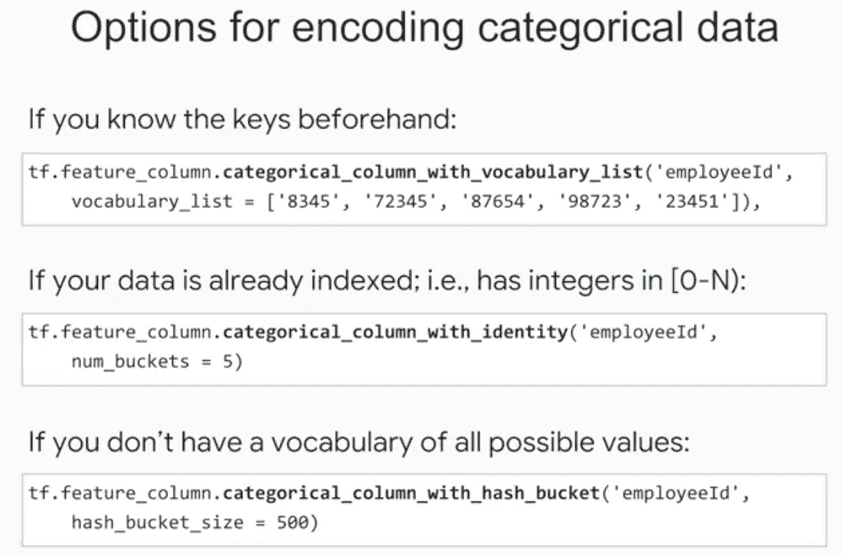 Options for encoding categorical data
If you know the keys beforehand:
tf.feature_column.categorical_column_with_vocabulary_list('employeeId',
vocabulary_list = ['8345', '72345', '87654', '98723', '23451']),
If your data is already indexed; i.e., has integers in [0-N):
tf.feature_column.categorical_column_with_identity('employeeId',
num_buckets = 5)
If you don’t have a vocabulary of all possible values:
tf.feature_column.categorical_column_with_hash_bucket('employeeId',
hash_bucket_size = 500)